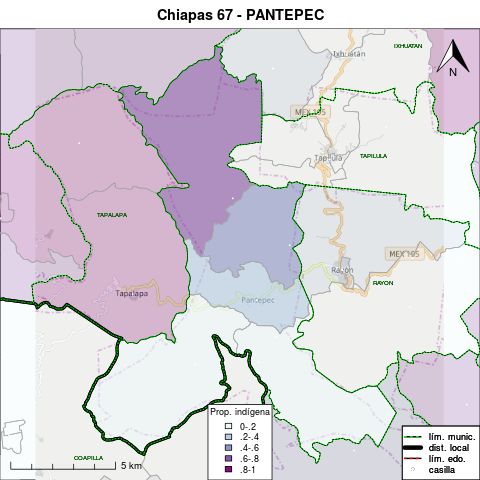 Chiapas 67 - PANTEPEC
IXHUATAN
Ixhuatán
N
MEX 195
Tapilula
TAPILULA
TAPALAPA
MEX 195
Rayón
RAYON
Tapalapa
Pantepec
Prop. indígena
0-.2
.2-.4
.4-.6
.6-.8
.8-1
COAPILLA
5 km
lím. munic.
dist. local
lím. edo.
casilla